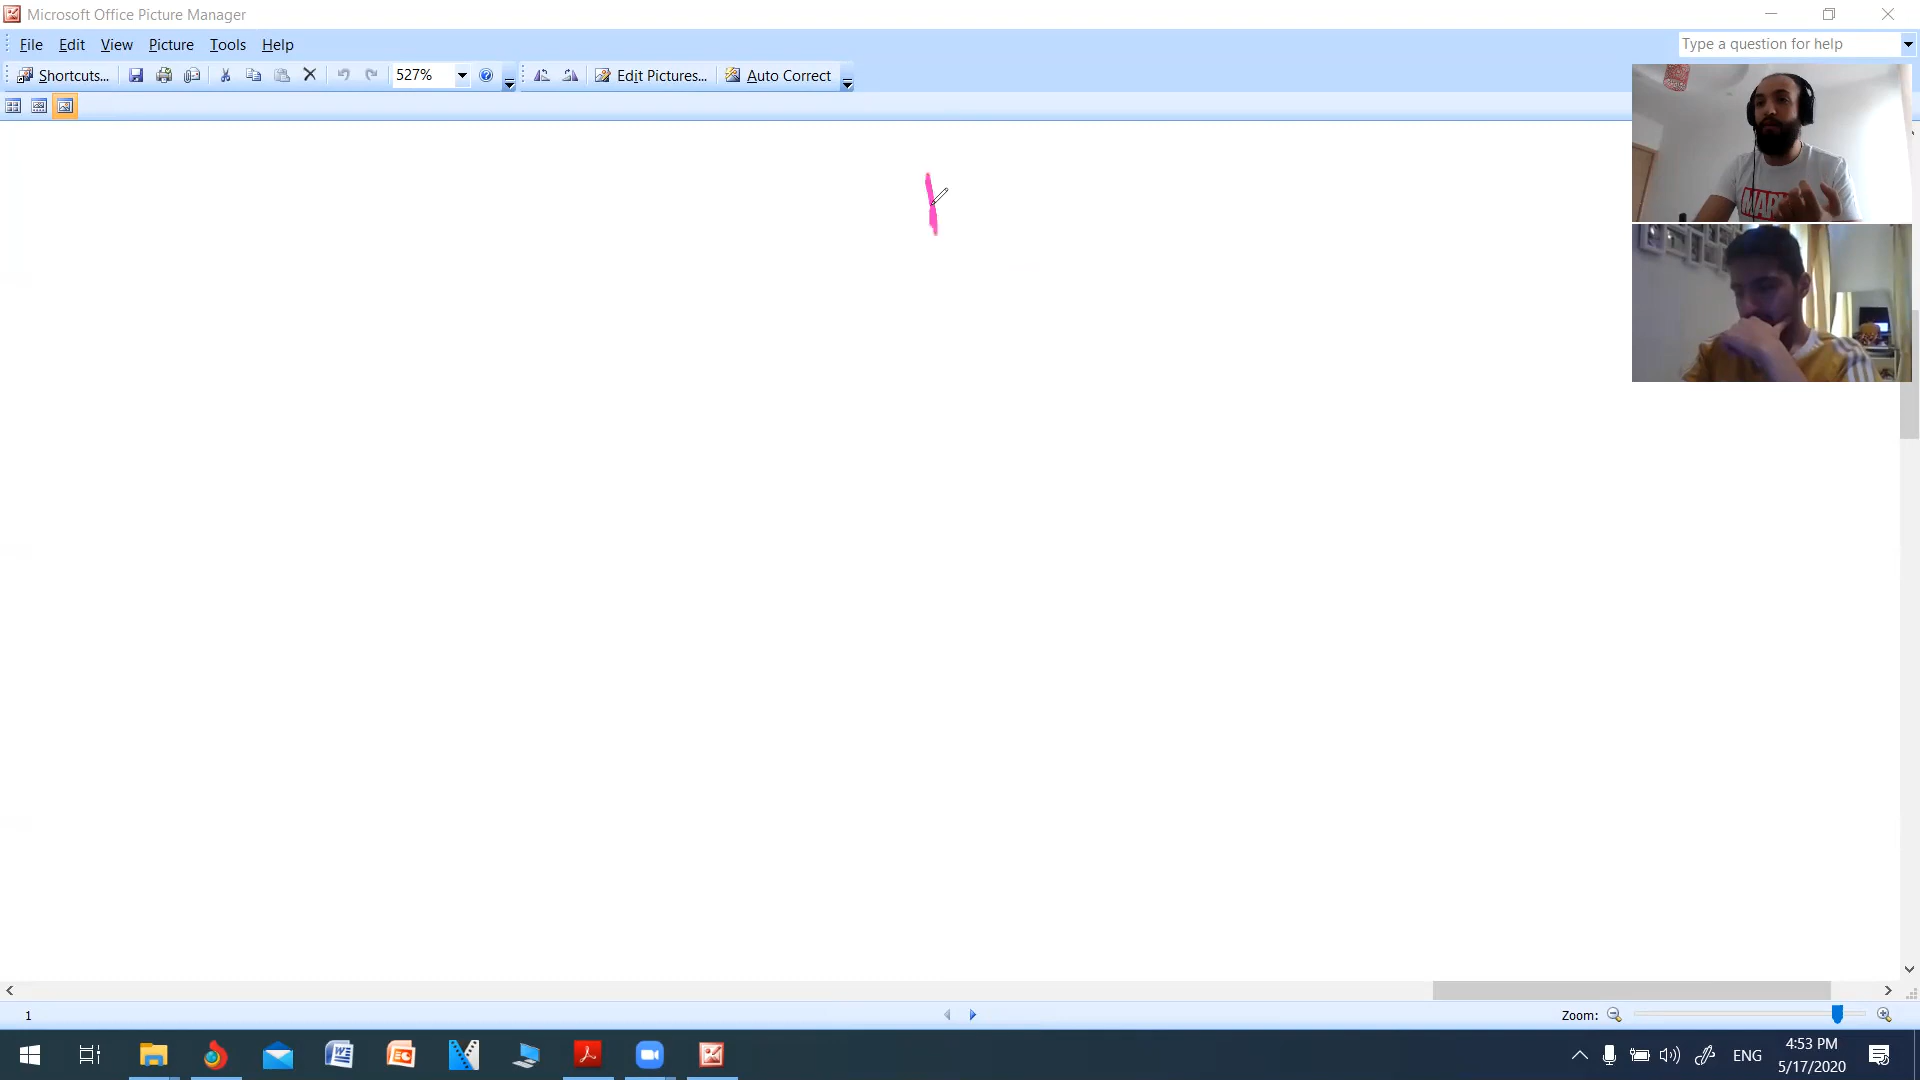 Microsoft Office Picture Manager
File Edit View Picture Tools Help
Type a question for help
Shortcuts... 527% Edit Pictures... Auto Correct
MAR
1
Zoom:
ENG
4:53 PM
5/17/2020